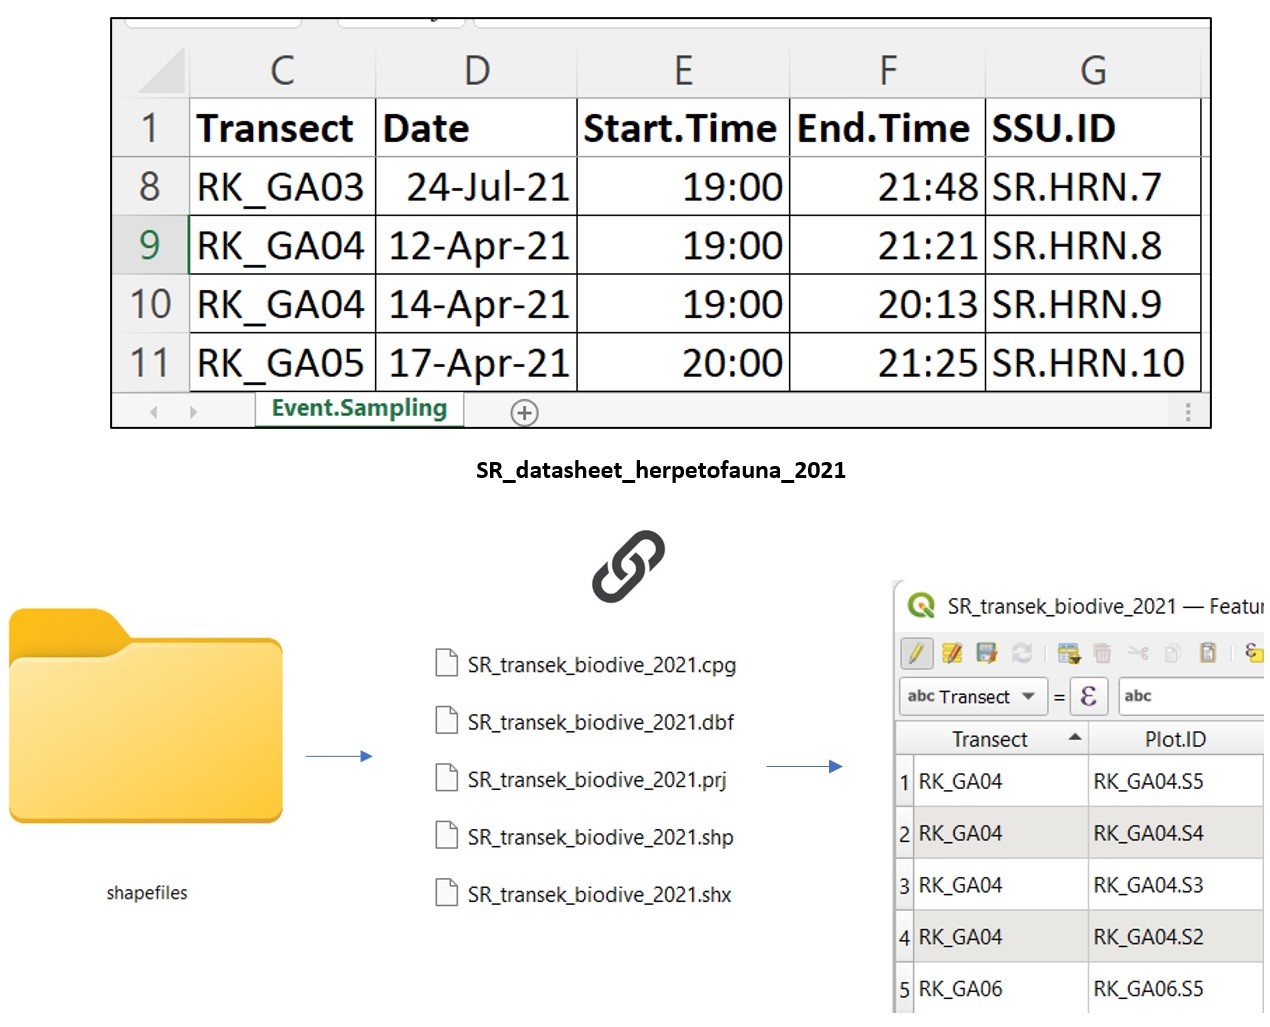 C D E F G
1 Transect Date Start.Time End.Time SSU.ID
8 RK_GA03 24-Jul-21 19:00 21:48 SR.HRN.7
9 RK_GA04 12-Apr-21 19:00 21:21 SR.HRN.8
10 RK_GA04 14-Apr-21 19:00 20:13 SR.HRN.9
11 RK_GA05 17-Apr-21 20:00 21:25 SR.HRN.10
Event.Sampling
SR_datasheet_herpetofauna_2021
shapefiles
SR_transek_biodive_2021.cpg
SR_transek_biodive_2021.dbf
SR_transek_biodive_2021.prj
SR_transek_biodive_2021.shp
SR_transek_biodive_2021.shx
SR_transek_biodive_2021 — Featur
abc Transect = ε abc
Transect Plot.ID
1 RK_GA04 RK_GA04.S5
2 RK_GA04 RK_GA04.S4
3 RK_GA04 RK_GA04.S3
4 RK_GA04 RK_GA04.S2
5 RK_GA06 RK_GA06.S5